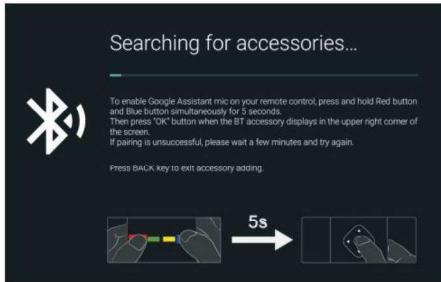 Searching for accessories...
To enable Google Assistant mic on your remote control, press and hold Red button
and Blue button simultaneously for 5 seconds.
Then press "OK" button when the BT accessory displays in the upper right corner of
the screen.
If pairing is unsuccessful, please wait a few minutes and try again.
Press BACK key to exit accessory adding.
5s